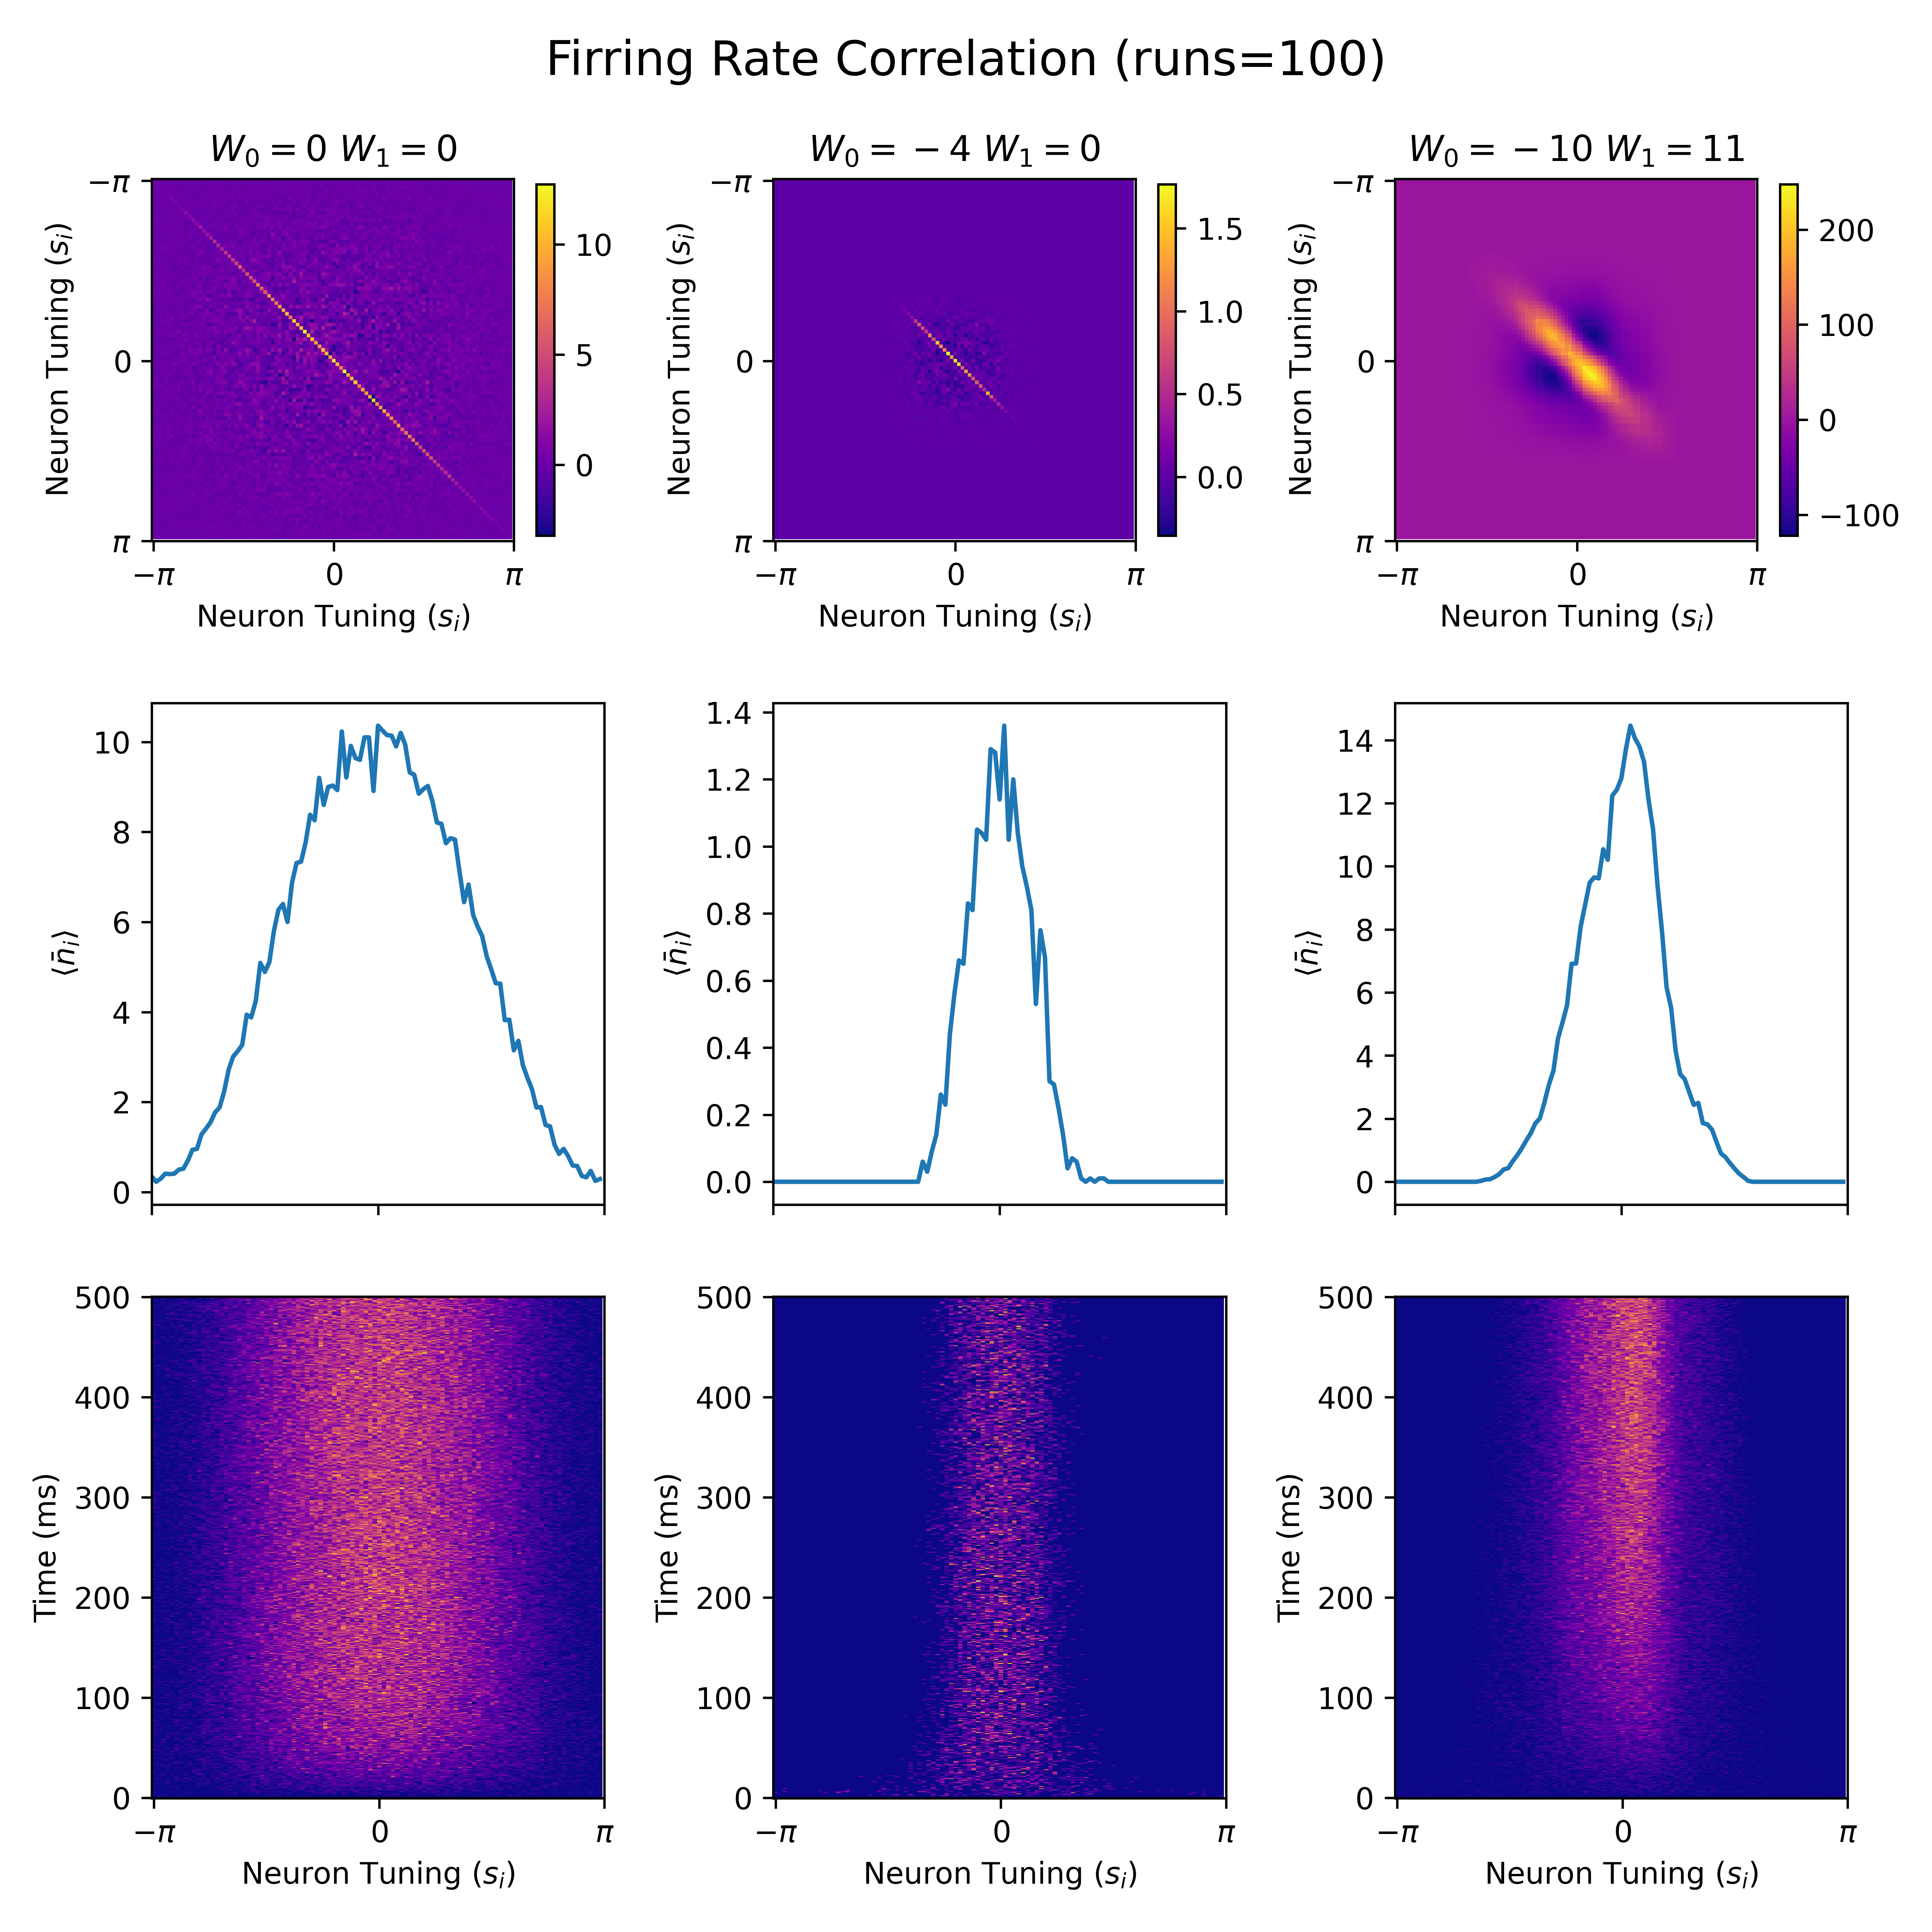 Firring Rate Correlation (runs=100)
W₀ = 0 W₁ = 0
W₀ = −4 W₁ = 0
W₀ = −10 W₁ = 11
−π
0
π
Neuron Tuning (sᵢ)
−π 0 π
Neuron Tuning (sᵢ)
10
5
0
−π
0
π
Neuron Tuning (sᵢ)
−π 0 π
Neuron Tuning (sᵢ)
1.5
1.0
0.5
0.0
−π
0
π
Neuron Tuning (sᵢ)
−π 0 π
Neuron Tuning (sᵢ)
200
100
0
−100
10
8
6
4
2
0
⟨n̄ᵢ⟩
1.4
1.2
1.0
0.8
0.6
0.4
0.2
0.0
⟨n̄ᵢ⟩
14
12
10
8
6
4
2
0
⟨n̄ᵢ⟩
500
400
300
200
100
0
Time (ms)
−π 0 π
Neuron Tuning (sᵢ)
500
400
300
200
100
0
Time (ms)
−π 0 π
Neuron Tuning (sᵢ)
500
400
300
200
100
0
Time (ms)
−π 0 π
Neuron Tuning (sᵢ)